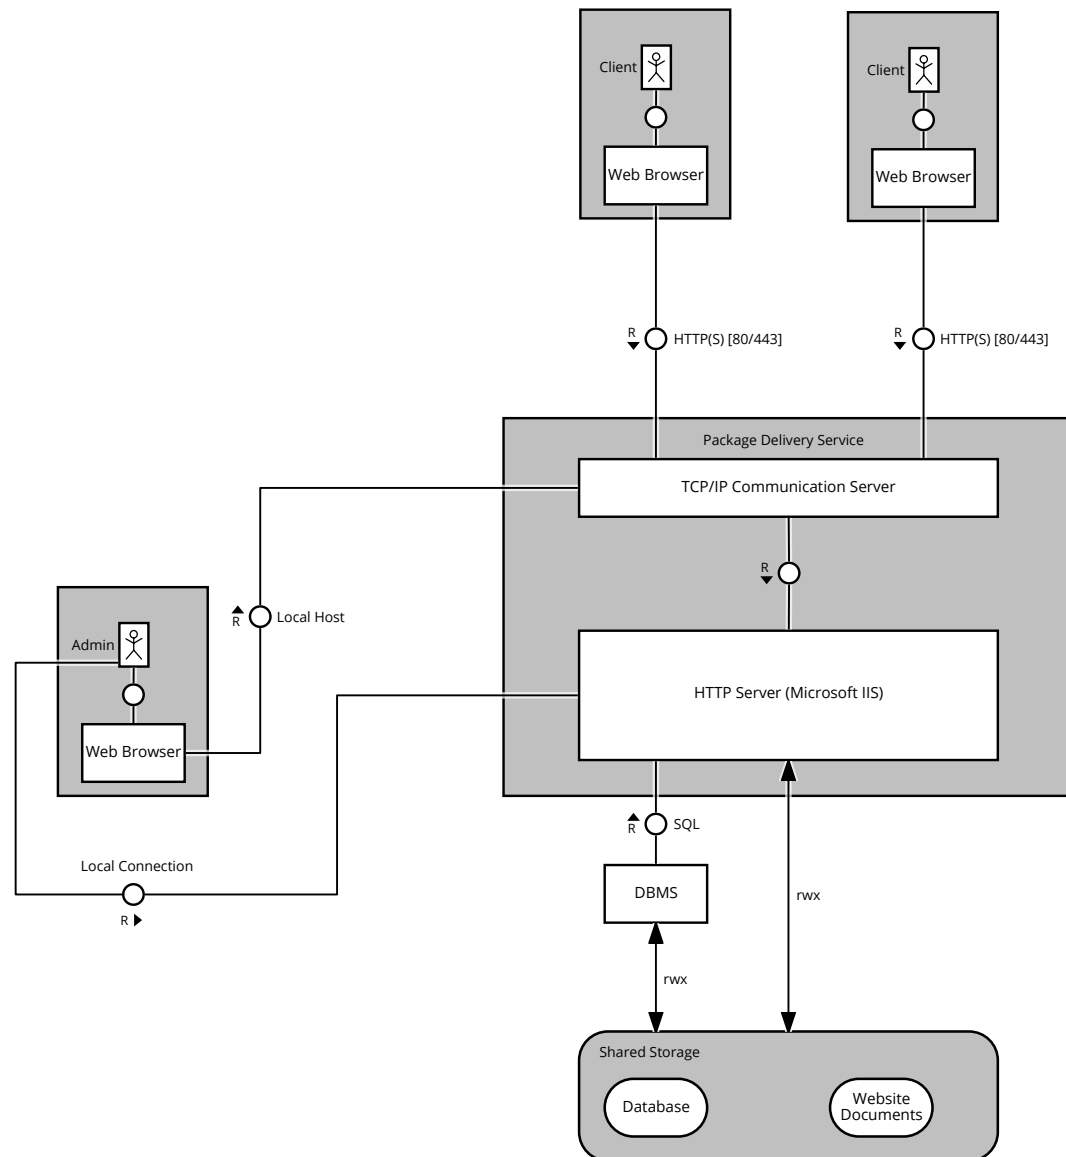 Client
Client
Web Browser
Web Browser
R
HTTP(S) [80/443]
R
HTTP(S) [80/443]
Package Delivery Service
TCP/IP Communication Server
R
R
Local Host
Admin
HTTP Server (Microsoft IIS)
Web Browser
R
SQL
Local Connection
R
DBMS
rwx
rwx
Shared Storage
Database
Website
Documents